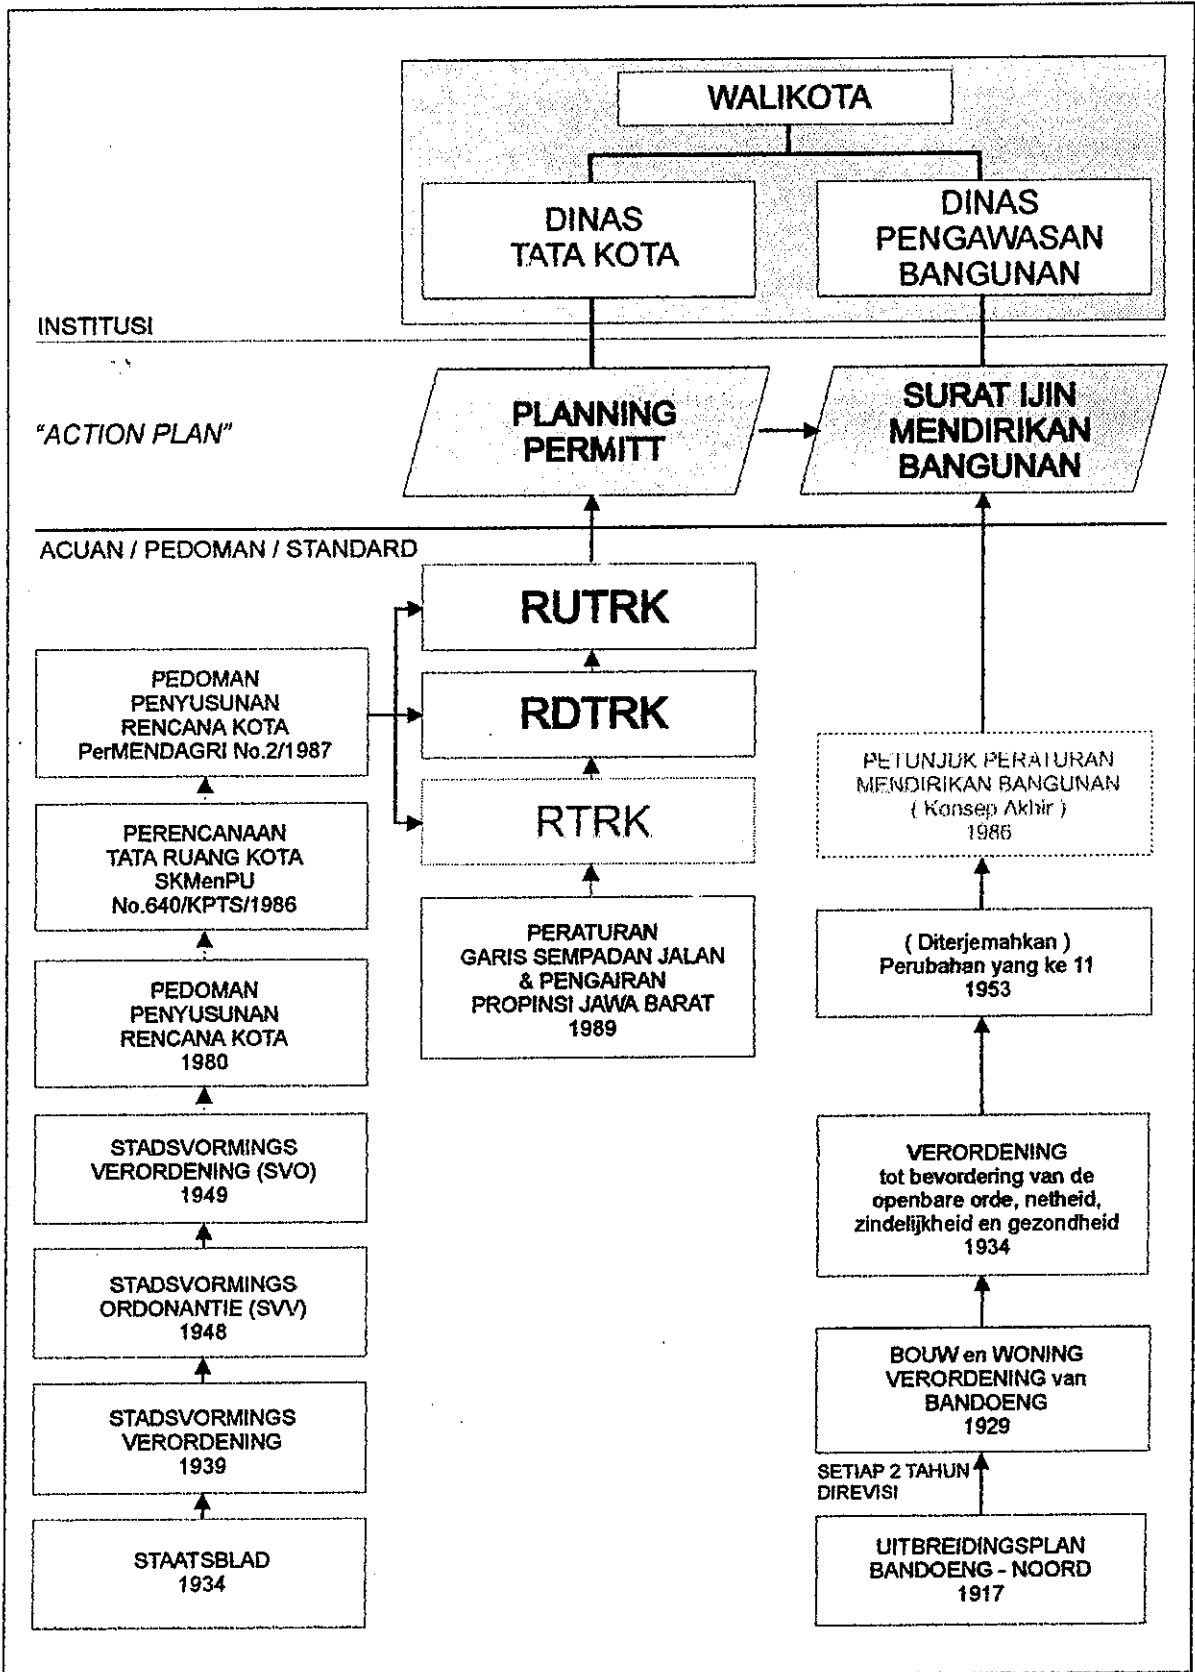 WALIKOTA
DINAS
TATA KOTA
DINAS
PENGAWASAN
BANGUNAN
INSTITUSI
"ACTION PLAN"
PLANNING
PERMITT
SURAT IJIN
MENDIRIKAN
BANGUNAN
ACUAN / PEDOMAN / STANDARD
PEDOMAN
PENYUSUNAN
RENCANA KOTA
PerMENDAGRI No.2/1987
PERENCANAAN
TATA RUANG KOTA
SKMenPU
No.640/KPTS/1986
PEDOMAN
PENYUSUNAN
RENCANA KOTA
1980
STADSVORMINGS
VERORDENING (SVO)
1949
STADSVORMINGS
ORDONANTIE (SVV)
1948
STADSVORMINGS
VERORDENING
1939
STAATSBLAD
1934
RUTRK
RDTRK
RTRK
PERATURAN
GARIS SEMPADAN JALAN
& PENGAIRAN
PROPINSI JAWA BARAT
1989
PETUNJUK PERATURAN
MENDIRIKAN BANGUNAN
( Konsep Akhir )
1986
( Diterjemahkan )
Perubahan yang ke 11
1953
VERORDENING
tot bevordering van de
openbare orde, netheid,
zindelijkheid en gezondheid
1934
BOUW en WONING
VERORDENING van
BANDOENG
1929
SETIAP 2 TAHUN
DIREVISI
UITBREIDINGSPLAN
BANDOENG - NOORD
1917